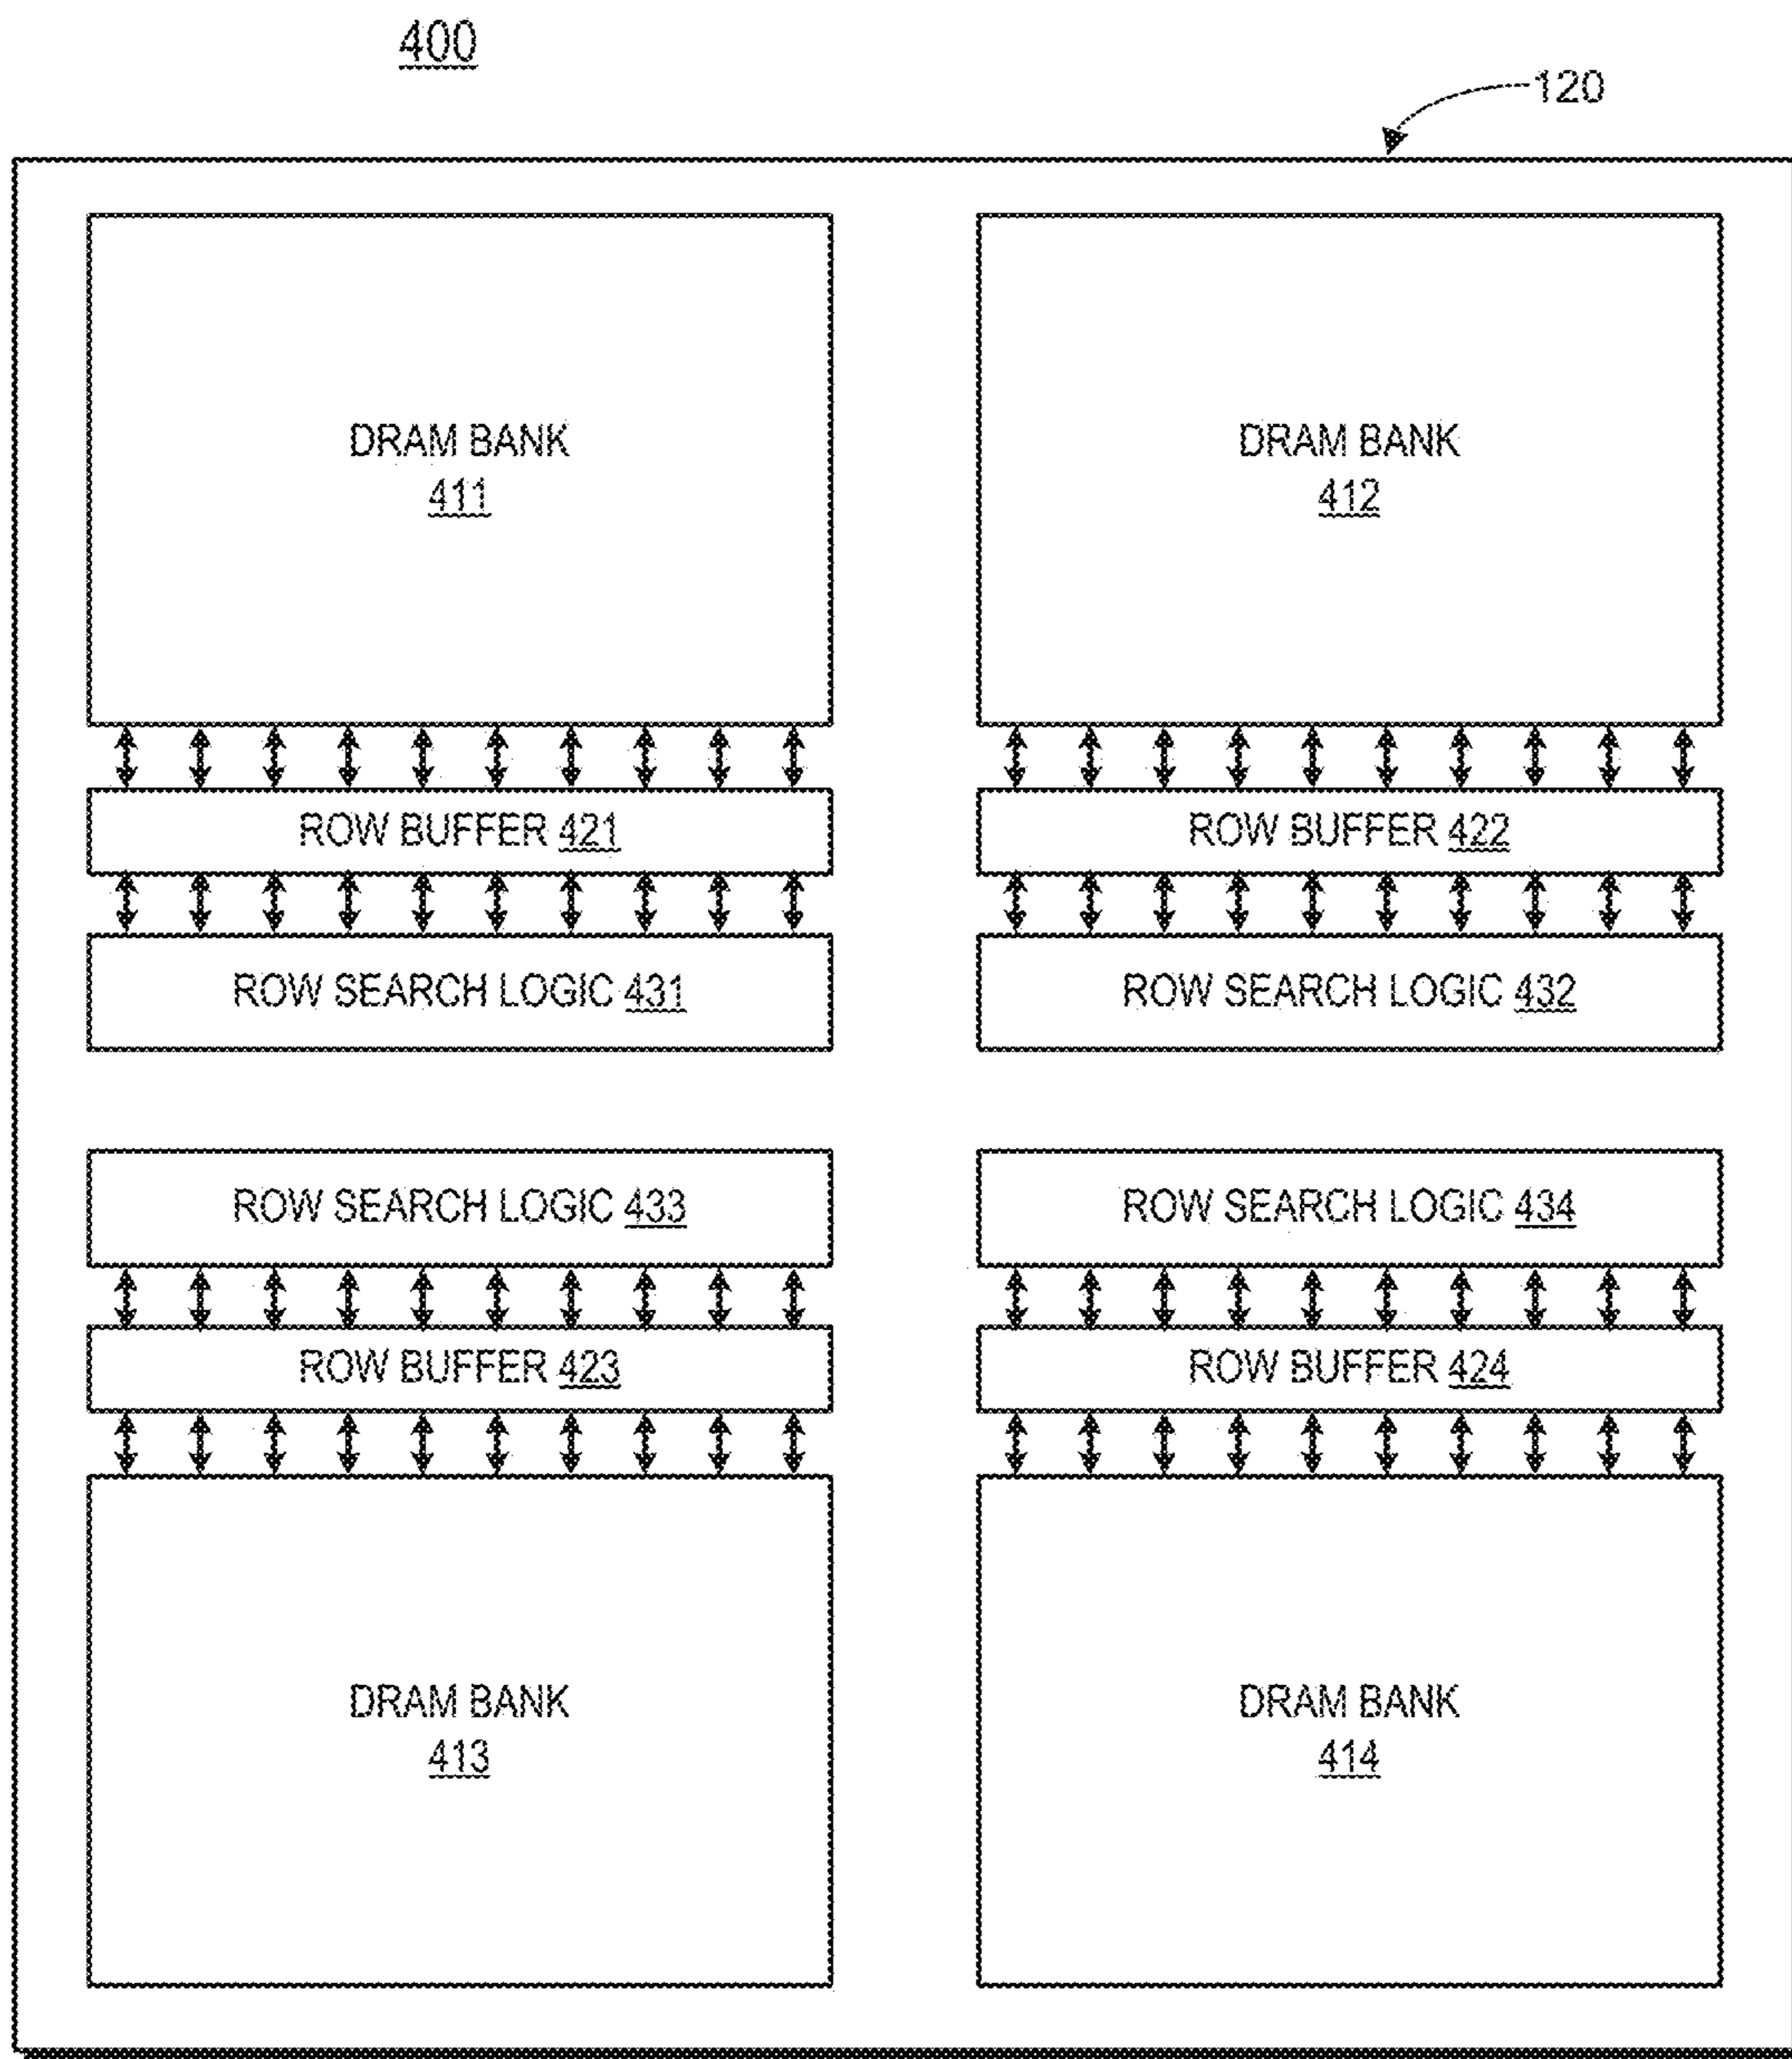 400
120
DRAM BANK
411
DRAM BANK
412
ROW BUFFER 421
ROW BUFFER 422
ROW SEARCH LOGIC 431
ROW SEARCH LOGIC 432
ROW SEARCH LOGIC 433
ROW SEARCH LOGIC 434
ROW BUFFER 423
ROW BUFFER 424
DRAM BANK
413
DRAM BANK
414